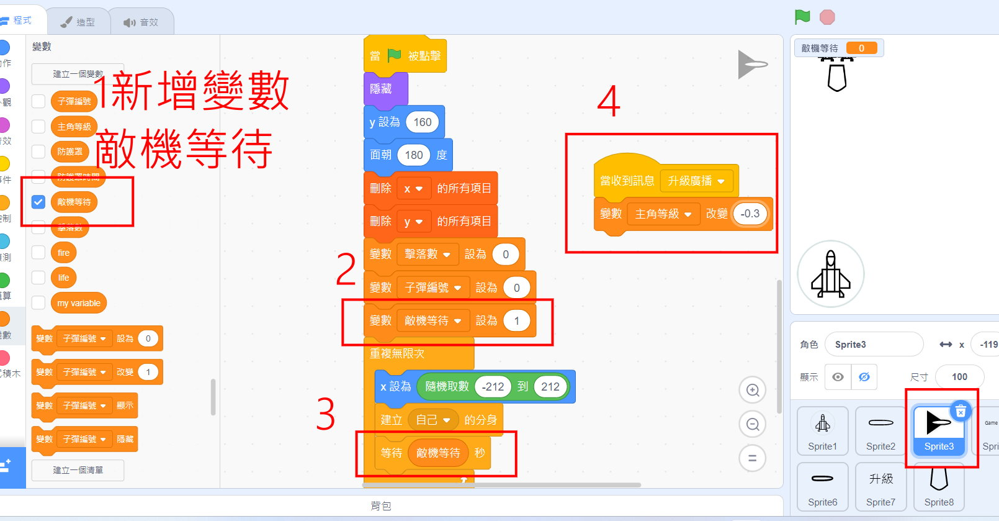 程式
造型
音效
變數
建立一個變數
1新增變數
敵機等待
子彈編號
主角等級
防護罩
防護罩時間
敵機等待
擊落數
fire
life
my variable
變數 子彈編號 設為 0
變數 子彈編號 改變 1
變數 子彈編號 顯示
變數 子彈編號 隱藏
建立一個清單
當 被點擊
隱藏
y 設為 160
面朝 180 度
刪除 x 的所有項目
刪除 y 的所有項目
變數 擊落數 設為 0
2
變數 子彈編號 設為 0
變數 敵機等待 設為 1
重複無限次
x 設為 隨機取數 -212 到 212
3
建立 自己 的分身
等待 敵機等待 秒
4
當收到訊息 升級廣播
變數 主角等級 改變 -0.3
背包
敵機等待 0
角色 Sprite3 x -119
顯示 尺寸 100
Sprite1
Sprite2
Sprite3
Game
Sprite6
升級
Sprite7
Sprite8